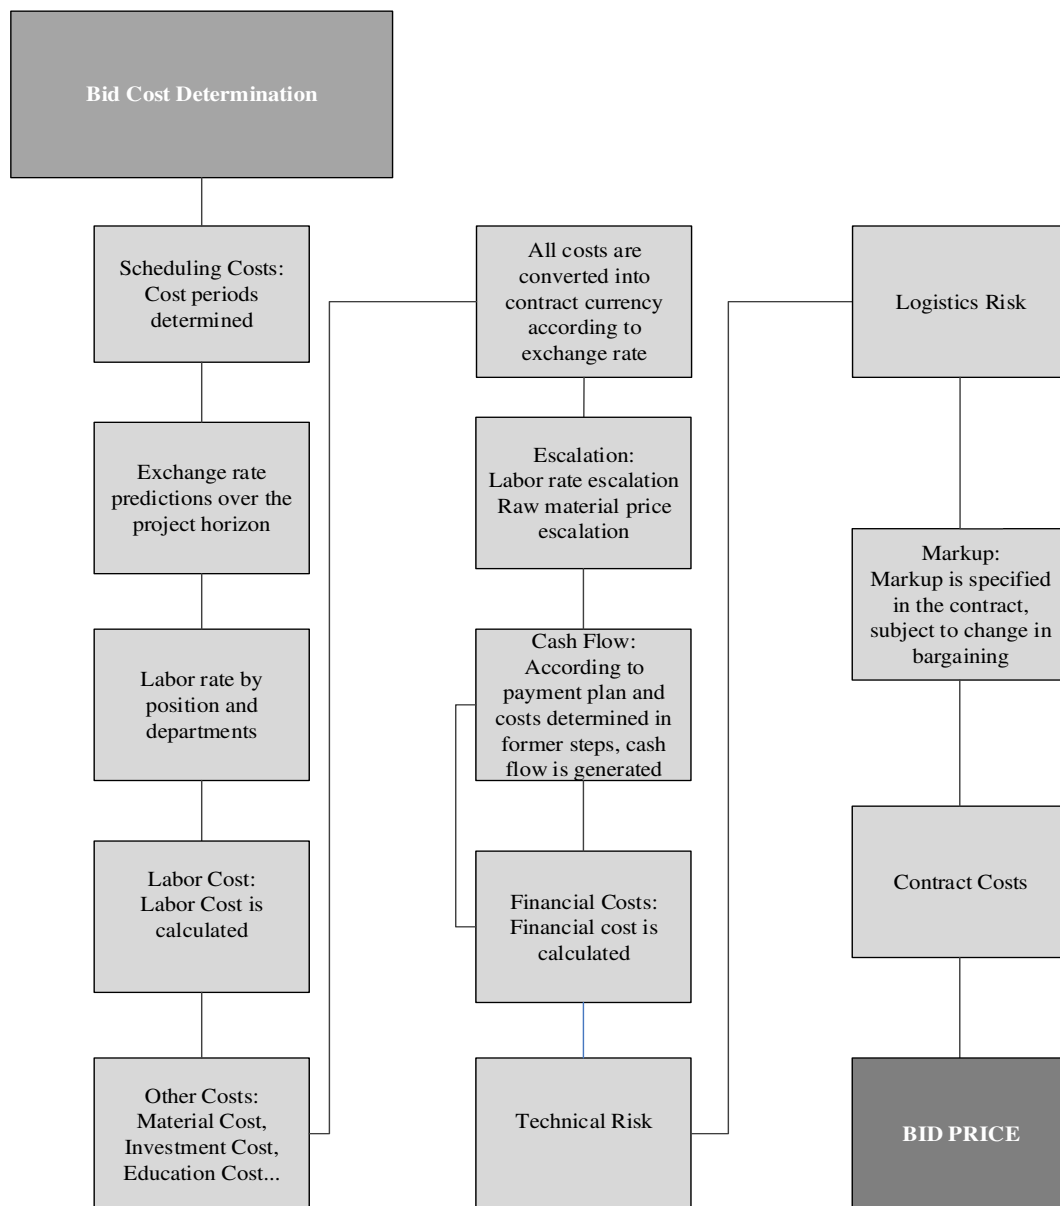 Bid Cost Determination
Scheduling Costs:
Cost periods
determined
Exchange rate
predictions over the
project horizon
Labor rate by
position and
departments
Labor Cost:
Labor Cost is
calculated
Other Costs:
Material Cost,
Investment Cost,
Education Cost...
All costs are
converted into
contract currency
according to
exchange rate
Escalation:
Labor rate escalation
Raw material price
escalation
Cash Flow:
According to
payment plan and
costs determined in
former steps, cash
flow is generated
Financial Costs:
Financial cost is
calculated
Technical Risk
Logistics Risk
Markup:
Markup is specified
in the contract,
subject to change in
bargaining
Contract Costs
BID PRICE